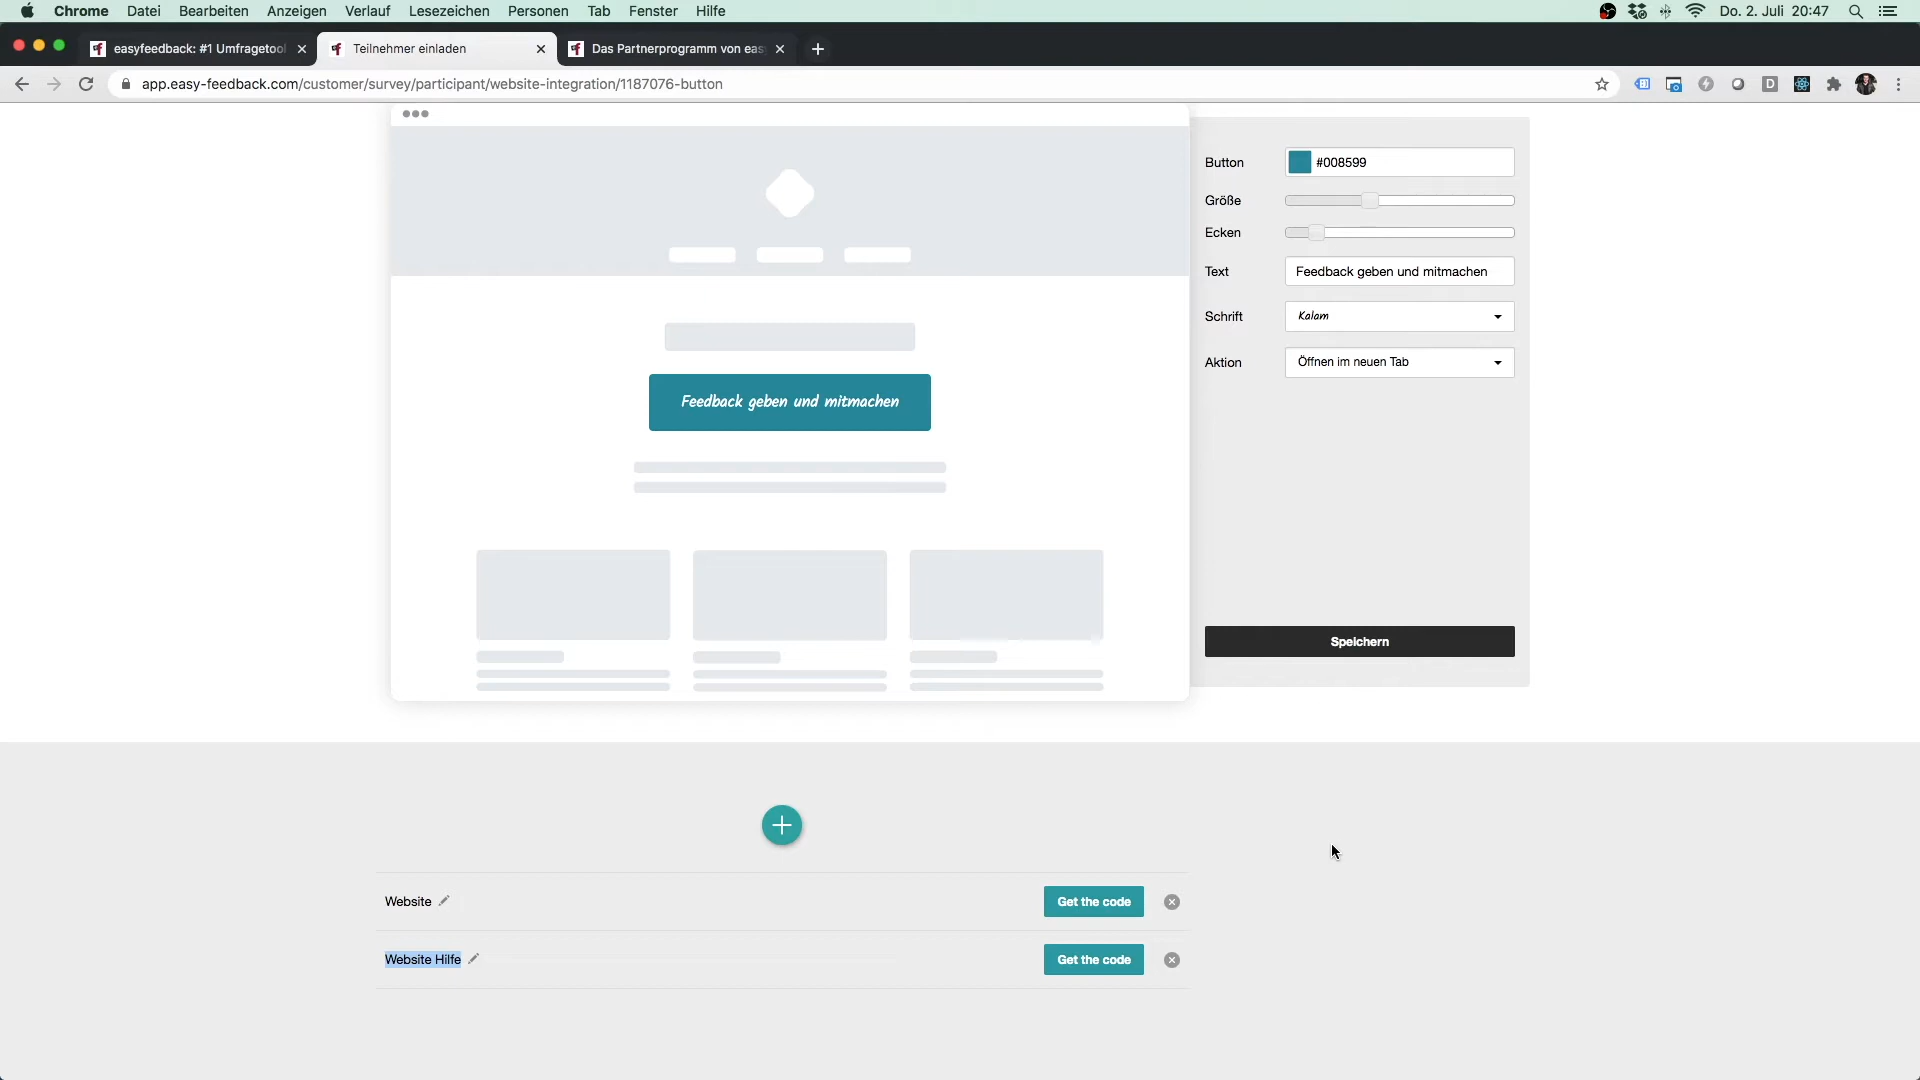 Chrome Datei Bearbeiten Anzeigen Verlauf Lesezeichen Personen Tab Fenster Hilfe Do. 2. Juli 20:47
easyfeedback: #1 Umfragetool Teilnehmer einladen Das Partnerprogramm von eas
app.easy-feedback.com/customer/survey/participant/website-integration/1187076-button
Button #008599
Größe
Ecken
Text Feedback geben und mitmachen
Schrift Kalam
Aktion Öffnen im neuen Tab
Feedback geben und mitmachen
Speichern
Website Get the code
Website Hilfe Get the code